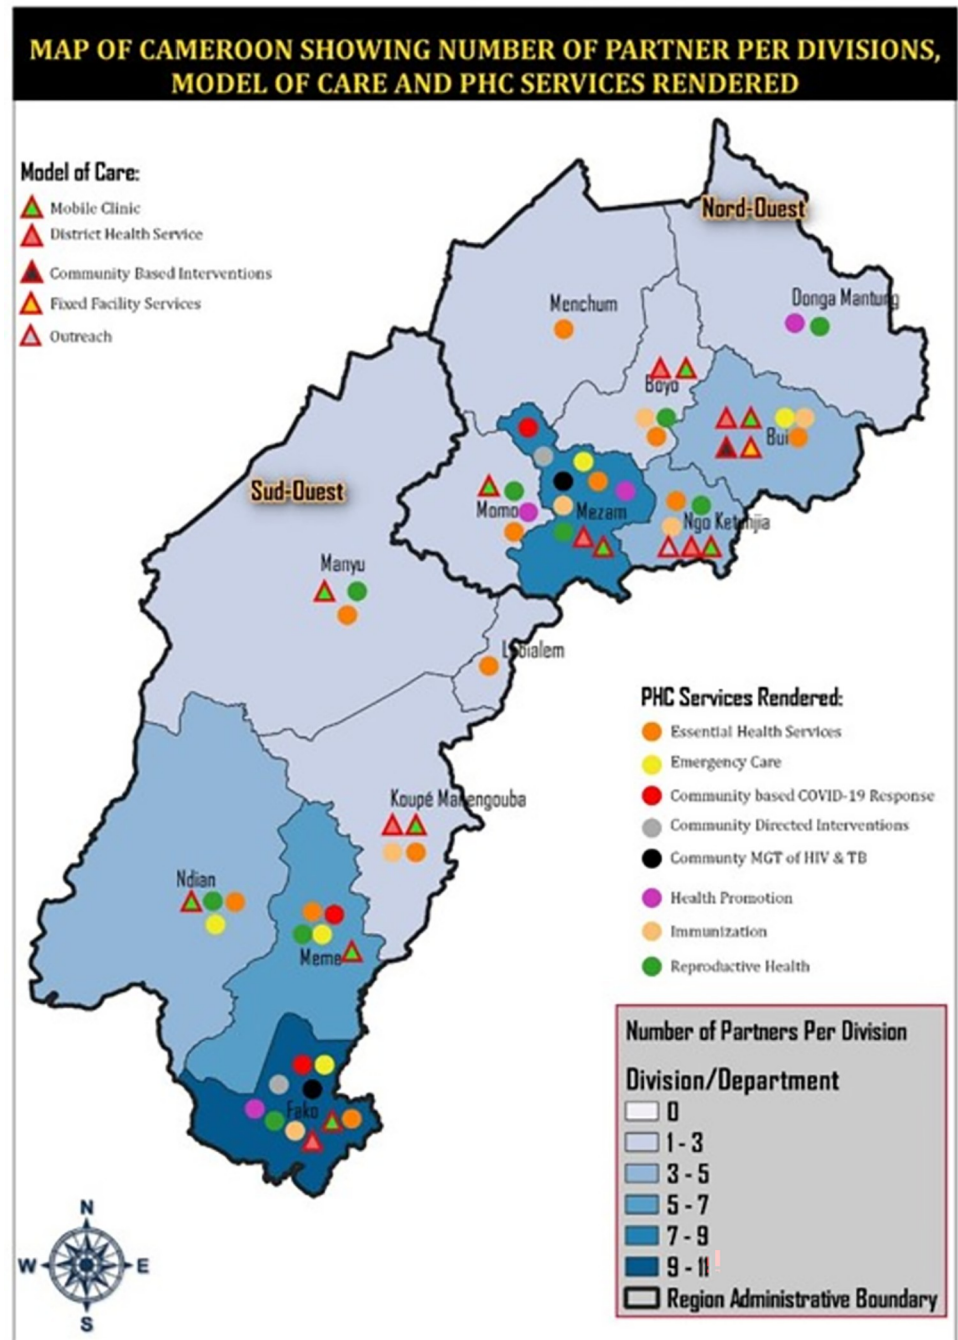 MAP OF CAMEROON SHOWING NUMBER OF PARTNER PER DIVISIONS,
MODEL OF CARE AND PHC SERVICES RENDERED
Model of Care:
Mobile Clinic
District Health Service
Community Based Interventions
Fixed Facility Services
Outreach
Nord-Ouest
Menchum
Donga Mantung
Boyo
Bui
Sud-Ouest
Momo
Mezam
Ngo Ketunjia
Manyu
Lebialem
Koupé Manengouba
Ndian
Meme
Fako
PHC Services Rendered:
Essential Health Services
Emergency Care
Community based COVID-19 Response
Community Directed Interventions
Communty MGT of HIV & TB
Health Promotion
Immunization
Reproductive Health
Number of Partners Per Division
Division/Department
0
1 - 3
3 - 5
5 - 7
7 - 9
9 - 11
Region Administrative Boundary
N
W
E
S